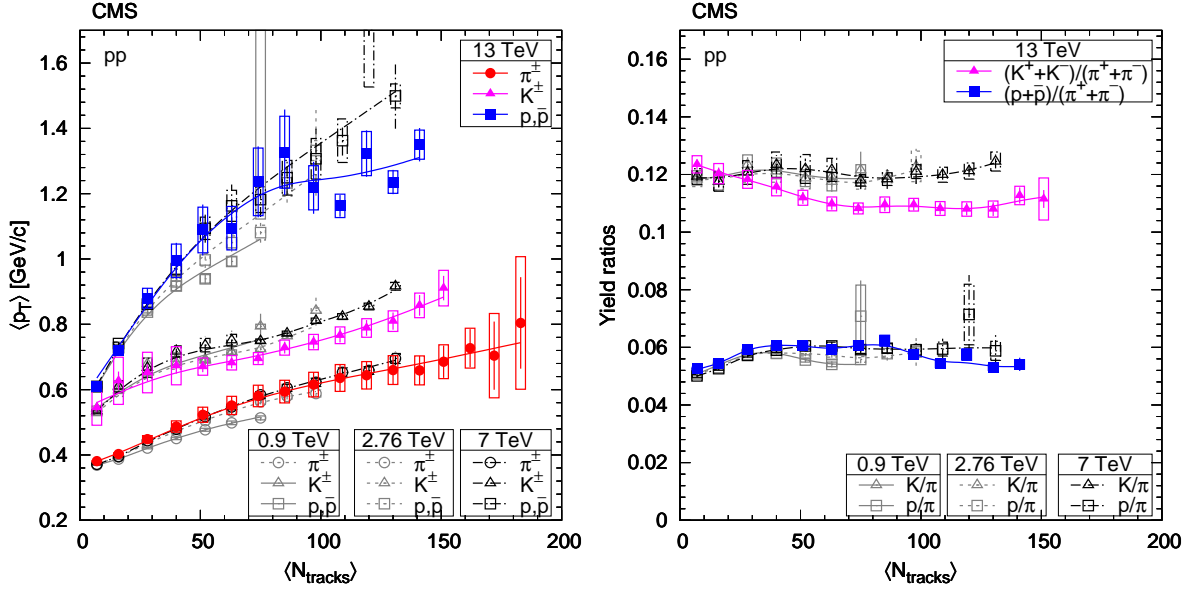 CMS
pp
13 TeV
π±
K±
p,p̄
0.9 TeV
π±
K±
p,p̄
2.76 TeV
π±
K±
p,p̄
7 TeV
π±
K±
p,p̄
1.6
1.4
1.2
1
0.8
0.6
0.4
0.2
0
50
100
150
200
⟨pT⟩ [GeV/c]
⟨Ntracks⟩
CMS
pp
13 TeV
(K⁺+K⁻)/(π⁺+π⁻)
(p+p̄)/(π⁺+π⁻)
0.9 TeV
K/π
p/π
2.76 TeV
K/π
p/π
7 TeV
K/π
p/π
0.16
0.14
0.12
0.1
0.08
0.06
0.04
0.02
0
0
50
100
150
200
Yield ratios
⟨Ntracks⟩